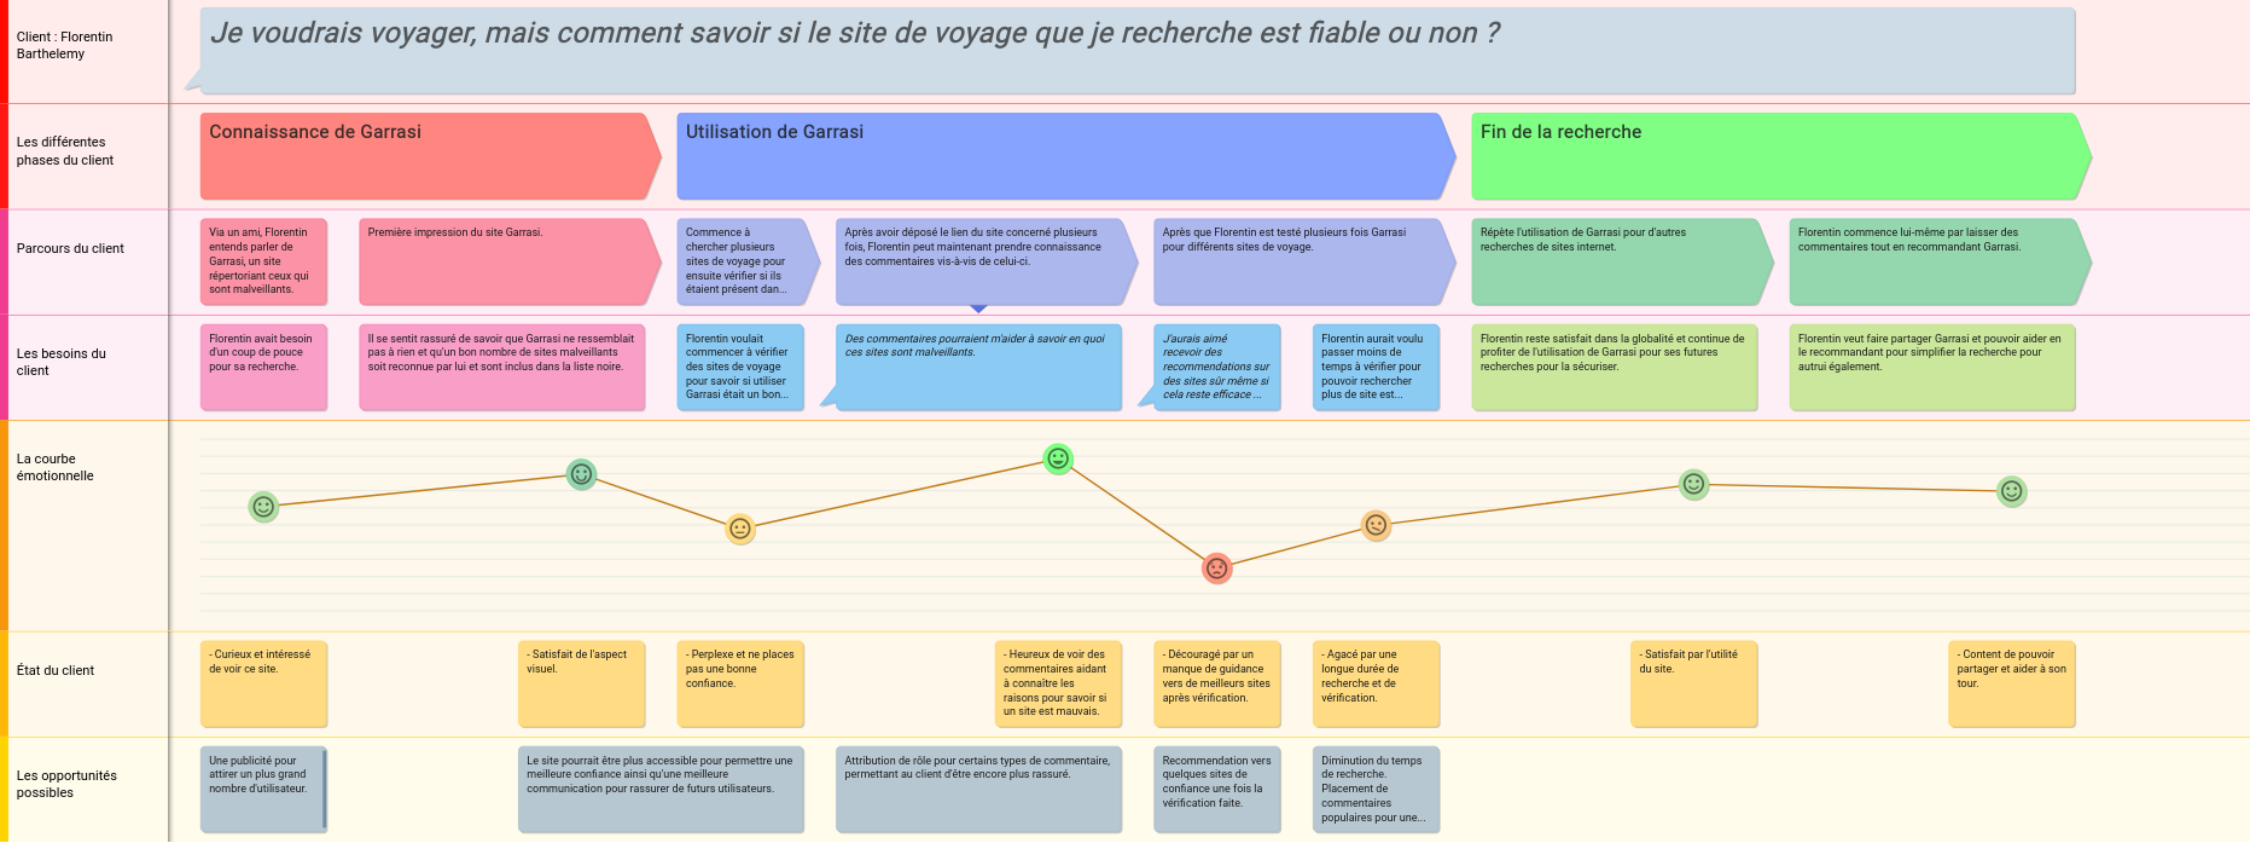 Client : Florentin
Barthelemy
Je voudrais voyager, mais comment savoir si le site de voyage que je recherche est fiable ou non ?
Les différentes
phases du client
Connaissance de Garrasi
Utilisation de Garrasi
Fin de la recherche
Parcours du client
Via un ami, Florentin
entends parler de
Garrasi, un site
répertoriant ceux qui
sont malveillants.
Première impression du site Garrasi.
Commence à
chercher plusieurs
sites de voyage pour
ensuite vérifier si ils
étaient présent dan...
Après avoir déposé le lien du site concerné plusieurs
fois, Florentin peut maintenant prendre connaissance
des commentaires vis-à-vis de celui-ci.
Après que Florentin est testé plusieurs fois Garrasi
pour différents sites de voyage.
Répète l'utilisation de Garrasi pour d'autres
recherches de sites internet.
Florentin commence lui-même par laisser des
commentaires tout en recommandant Garrasi.
Les besoins du
client
Florentin avait besoin
d'un coup de pouce
pour sa recherche.
Il se sentit rassuré de savoir que Garrasi ne ressemblait
pas à rien et qu'un bon nombre de sites malveillants
soit reconnue par lui et sont inclus dans la liste noire.
Florentin voulait
commencer à vérifier
des sites de voyage
pour savoir si utiliser
Garrasi était un bon...
Des commentaires pourraient m'aider à savoir en quoi
ces sites sont malveillants.
J'aurais aimé
recevoir des
recommendations sur
des sites sûr même si
cela reste efficace ...
Florentin aurait voulu
passer moins de
temps à vérifier pour
pouvoir rechercher
plus de site est...
Florentin reste satisfait dans la globalité et continue de
profiter de l'utilisation de Garrasi pour ses futures
recherches pour la sécuriser.
Florentin veut faire partager Garrasi et pouvoir aider en
le recommandant pour simplifier la recherche pour
autrui également.
La courbe
émotionnelle
État du client
- Curieux et intéressé
de voir ce site.
- Satisfait de l'aspect
visuel.
- Perplexe et ne places
pas une bonne
confiance.
- Heureux de voir des
commentaires aidant
à connaître les
raisons pour savoir si
un site est mauvais.
- Découragé par un
manque de guidance
vers de meilleurs sites
après vérification.
- Agacé par une
longue durée de
recherche et de
vérification.
- Satisfait par l'utilité
du site.
- Content de pouvoir
partager et aider à son
tour.
Les opportunités
possibles
Une publicité pour
attirer un plus grand
nombre d'utilisateur.
Le site pourrait être plus accessible pour permettre une
meilleure confiance ainsi qu'une meilleure
communication pour rassurer de futurs utilisateurs.
Attribution de rôle pour certains types de commentaire,
permettant au client d'être encore plus rassuré.
Recommendation vers
quelques sites de
confiance une fois la
vérification faite.
Diminution du temps
de recherche.
Placement de
commentaires
populaires pour une...